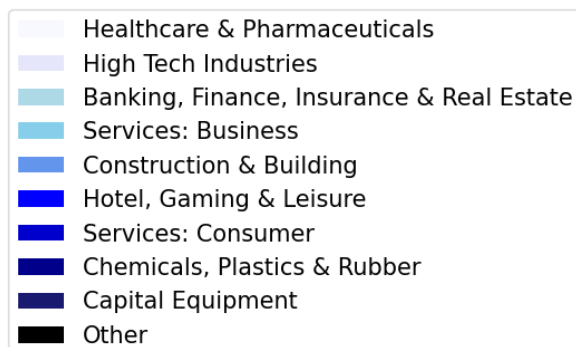 Healthcare & Pharmaceuticals
High Tech Industries
Banking, Finance, Insurance & Real Estate
Services: Business
Construction & Building
Hotel, Gaming & Leisure
Services: Consumer
Chemicals, Plastics & Rubber
Capital Equipment
Other